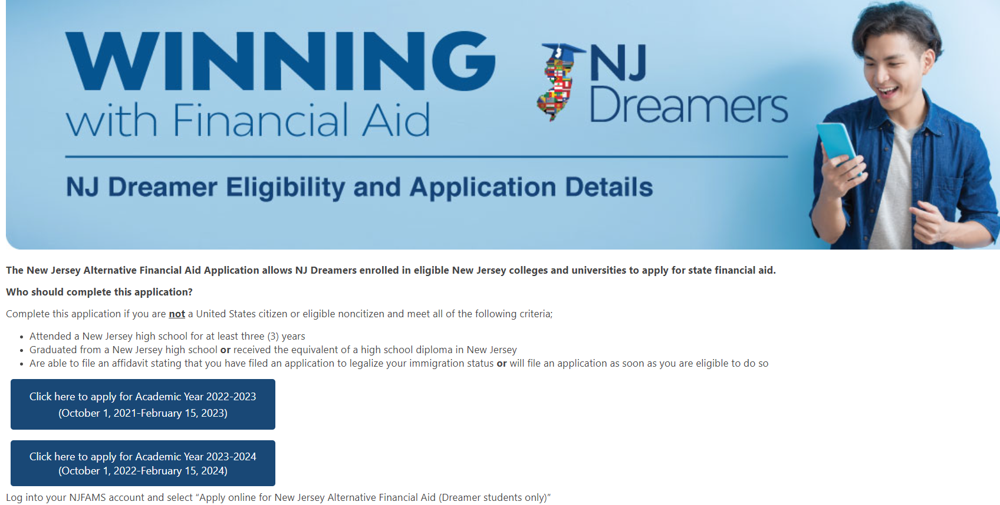 WINNING
with Financial Aid
NJ
Dreamers
NJ Dreamer Eligibility and Application Details
The New Jersey Alternative Financial Aid Application allows NJ Dreamers enrolled in eligible New Jersey colleges and universities to apply for state financial aid.
Who should complete this application?
Complete this application if you are not a United States citizen or eligible noncitizen and meet all of the following criteria;
• Attended a New Jersey high school for at least three (3) years
• Graduated from a New Jersey high school or received the equivalent of a high school diploma in New Jersey
• Are able to file an affidavit stating that you have filed an application to legalize your immigration status or will file an application as soon as you are eligible to do so
Click here to apply for Academic Year 2022-2023
(October 1, 2021-February 15, 2023)
Click here to apply for Academic Year 2023-2024
(October 1, 2022-February 15, 2024)
Log into your NJFAMS account and select “Apply online for New Jersey Alternative Financial Aid (Dreamer students only)”